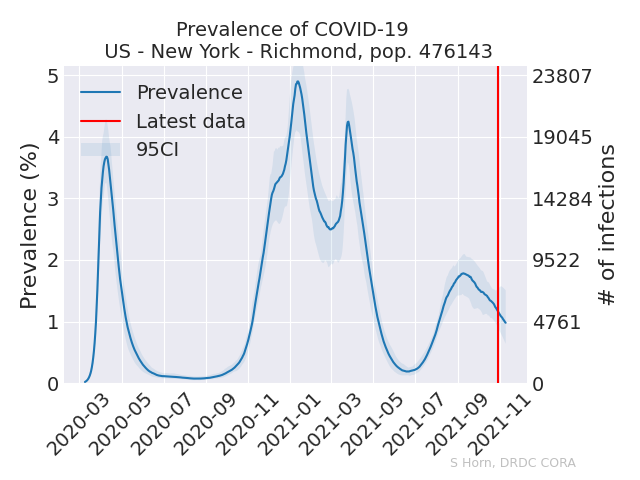 Prevalence of COVID-19
US - New York - Richmond, pop. 476143
Prevalence (%)
5
4
3
2
1
0
Prevalence
Latest data
95CI
23807
19045
14284
9522
4761
0
# of infections
2020-03
2020-05
2020-07
2020-09
2020-11
2021-01
2021-03
2021-05
2021-07
2021-09
2021-11
S Horn, DRDC CORA